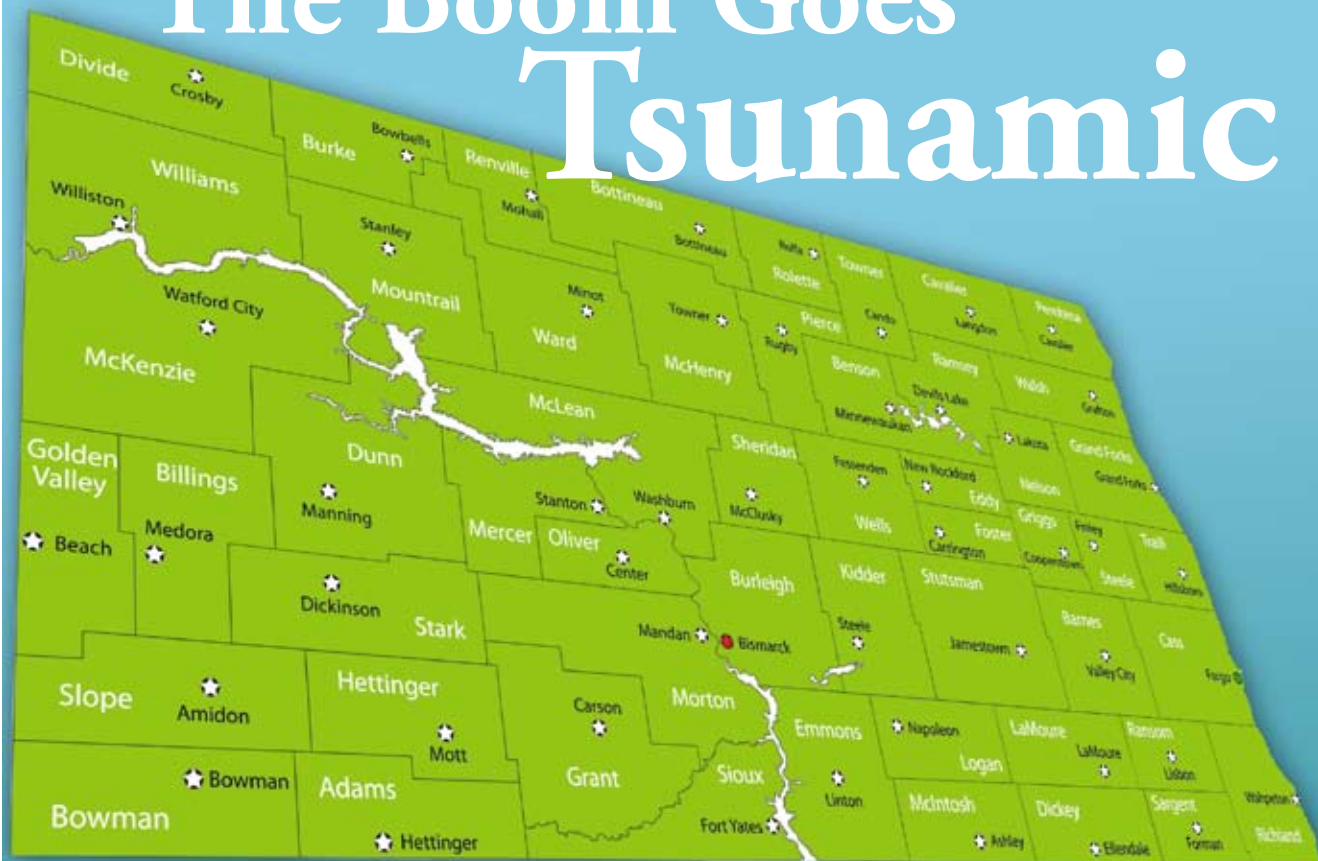 The Boom Goes
Tsunamic
Divide
Crosby
Burke
Bowbells
Renville
Mohall
Bottineau
Bottineau
Rolla
Rolette
Towner
Cando
Cavalier
Langdon
Pembina
Cavalier
Williams
Williston
Stanley
Mountrail
Minot
Ward
Towner
McHenry
Pierce
Rugby
Benson
Minnewaukan
Ramsey
Devils Lake
Walsh
Grafton
Watford City
McKenzie
McLean
Washburn
Sheridan
McClusky
Fessenden
Wells
New Rockford
Eddy
Foster
Carrington
Lakota
Nelson
Grand Forks
Grand Forks
Griggs
Cooperstown
Finley
Steele
Traill
Hillsboro
Golden
Valley
Beach
Billings
Medora
Dunn
Manning
Stanton
Mercer
Oliver
Center
Dickinson
Stark
Mandan
Bismarck
Burleigh
Kidder
Steele
Stutsman
Jamestown
Barnes
Valley City
Cass
Fargo
Slope
Amidon
Hettinger
Mott
Carson
Grant
Morton
Sioux
Fort Yates
Emmons
Linton
Napoleon
Logan
LaMoure
LaMoure
Ransom
Lisbon
Bowman
Bowman
Adams
Hettinger
McIntosh
Ashley
Dickey
Ellendale
Sargent
Forman
Wahpeton
Richland